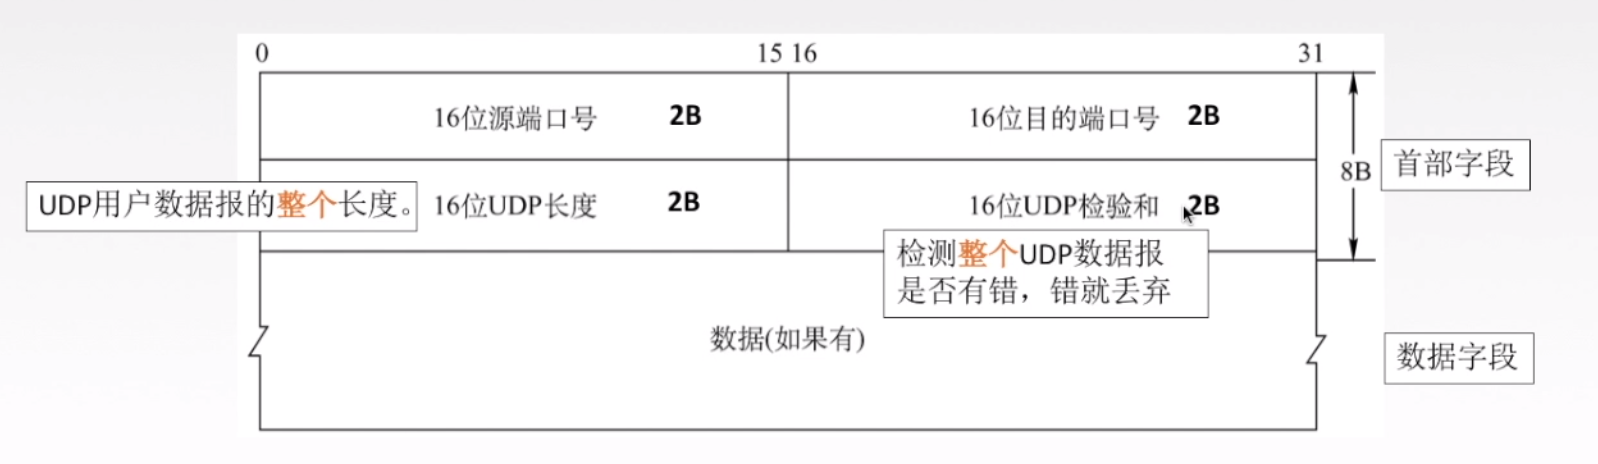 0 15 16 31
16位源端口号 2B 16位目的端口号 2B
8B 首部字段
UDP用户数据报的整个长度。 16位UDP长度 2B 16位UDP检验和 2B
检测整个UDP数据报
是否有错，错就丢弃
数据(如果有)
数据字段